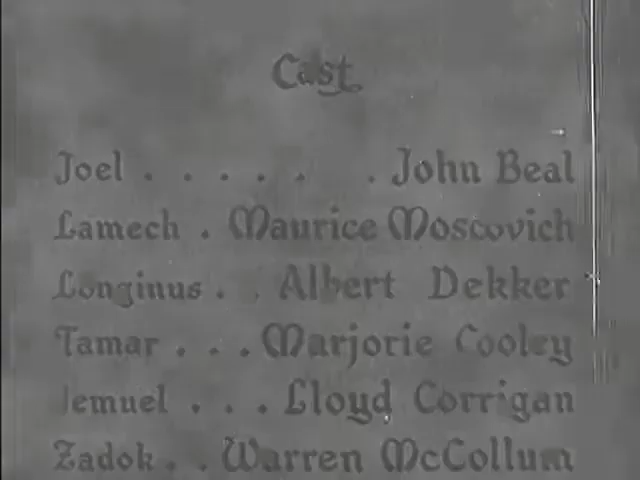 Cast
Joel . . . . . . John Beal
Lamech . Maurice Moscovich
Longinus . . Albert Dekker
Tamar . . . Marjorie Cooley
Jemuel . . . Lloyd Corrigan
Zadok . . Warren McCollum